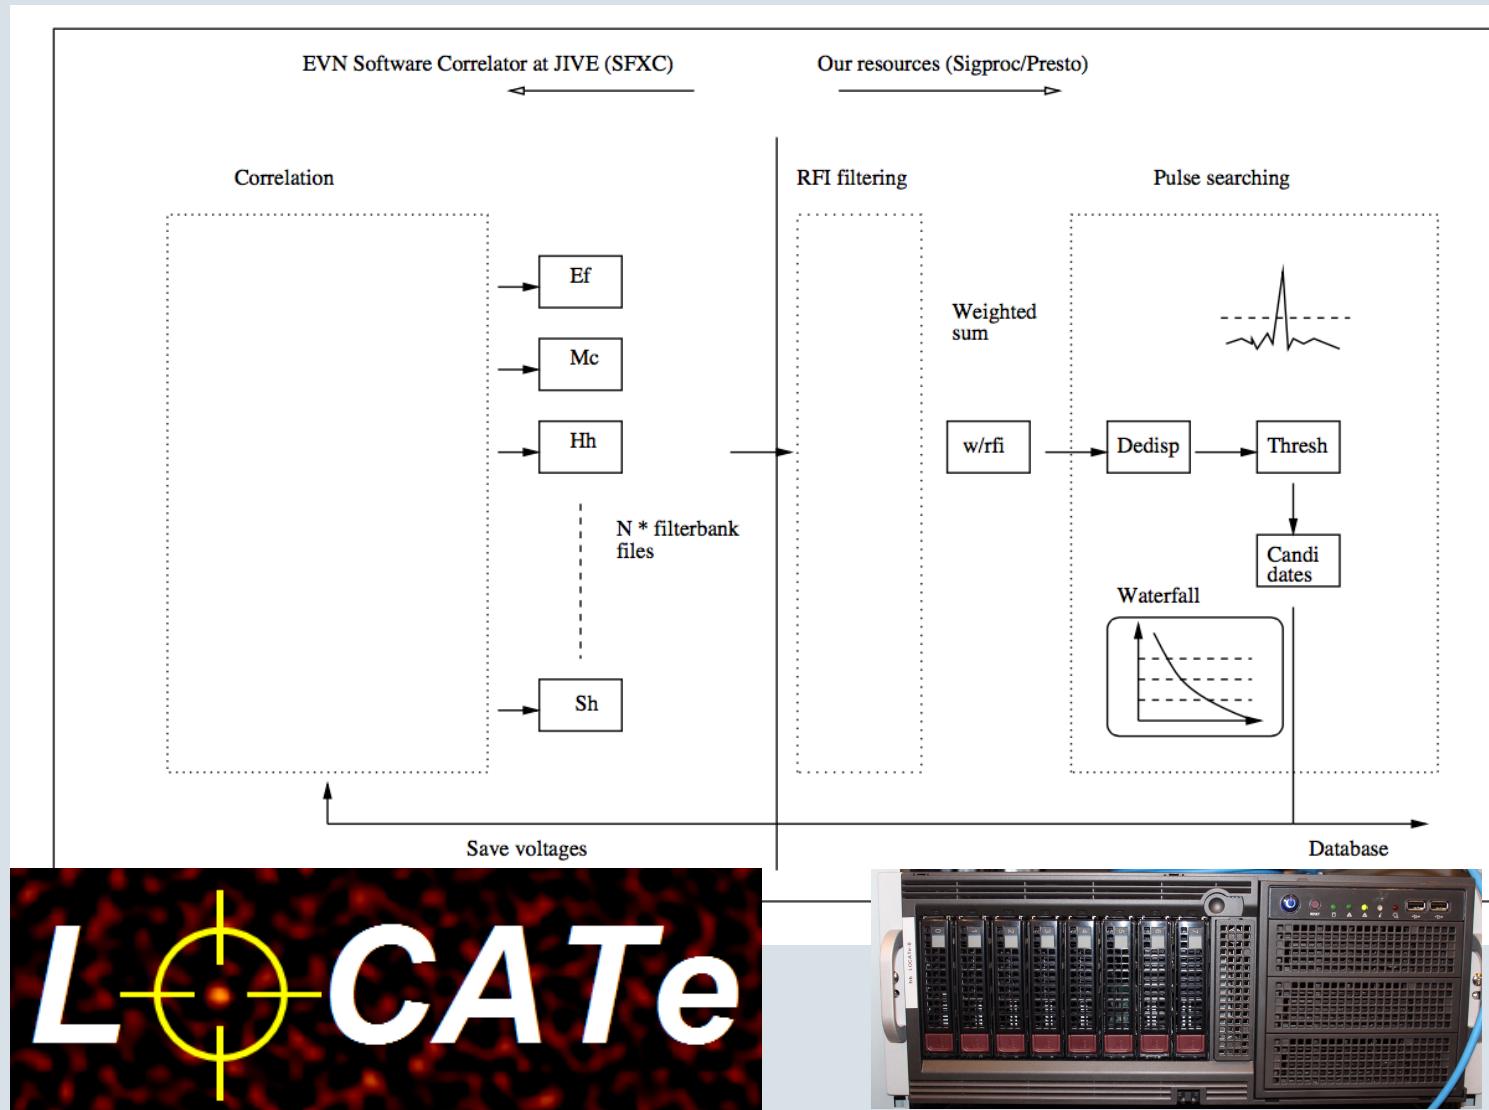 EVN Software Correlator at JIVE (SFXC)
Our resources (Sigproc/Presto)
Correlation
RFI filtering
Pulse searching
Ef
Mc
Hh
N * filterbank
files
Sh
Weighted
sum
w/rfi
Dedisp
Thresh
Candi
dates
Waterfall
Save voltages
Database
LOCATe